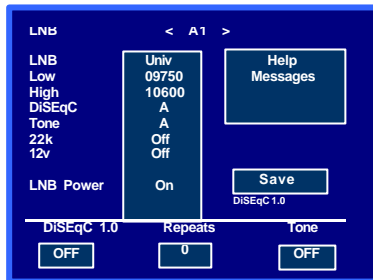 LNB < A1 >
LNB Univ
Low 09750
High 10600
DiSEqC A
Tone A
22k Off
12v Off
LNB Power On
Help
Messages
Save
DiSEqC 1.0
DiSEqC 1.0 Repeats Tone
OFF 0 OFF